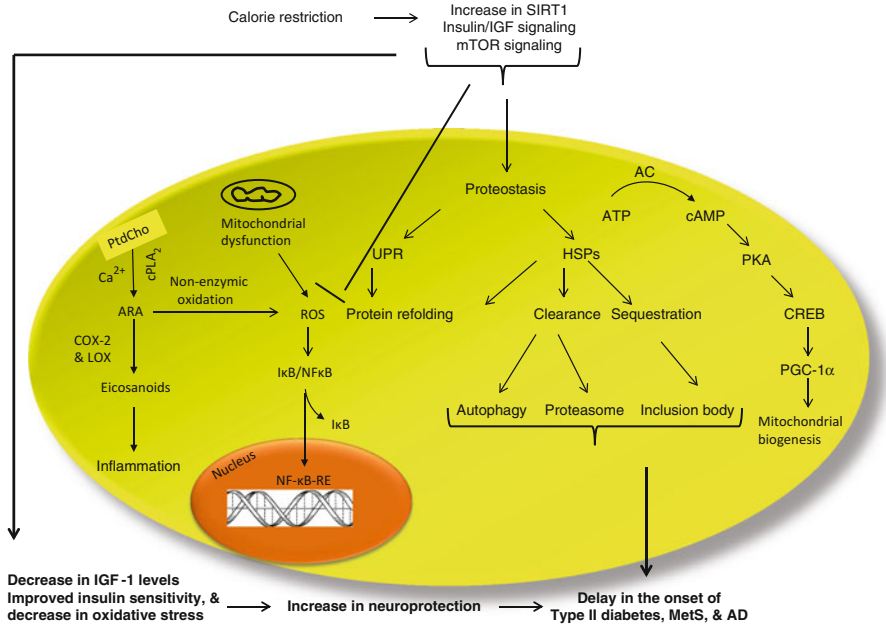 Calorie restriction
Increase in SIRT1
Insulin/IGF signaling
mTOR signaling
Proteostasis
AC
ATP
cAMP
Mitochondrial
dysfunction
PtdCho
Ca2+
cPLA2
UPR
HSPs
PKA
Non-enzymic
oxidation
ARA
ROS
Protein refolding
Clearance
Sequestration
CREB
COX-2
& LOX
IκB/NFκB
PGC-1α
Eicosanoids
IκB
Autophagy
Proteasome
Inclusion body
Mitochondrial
biogenesis
Inflammation
Nucleus
NF-κB-RE
Decrease in IGF-1 levels
Improved insulin sensitivity, &
decrease in oxidative stress
Increase in neuroprotection
Delay in the onset of
Type II diabetes, MetS, & AD